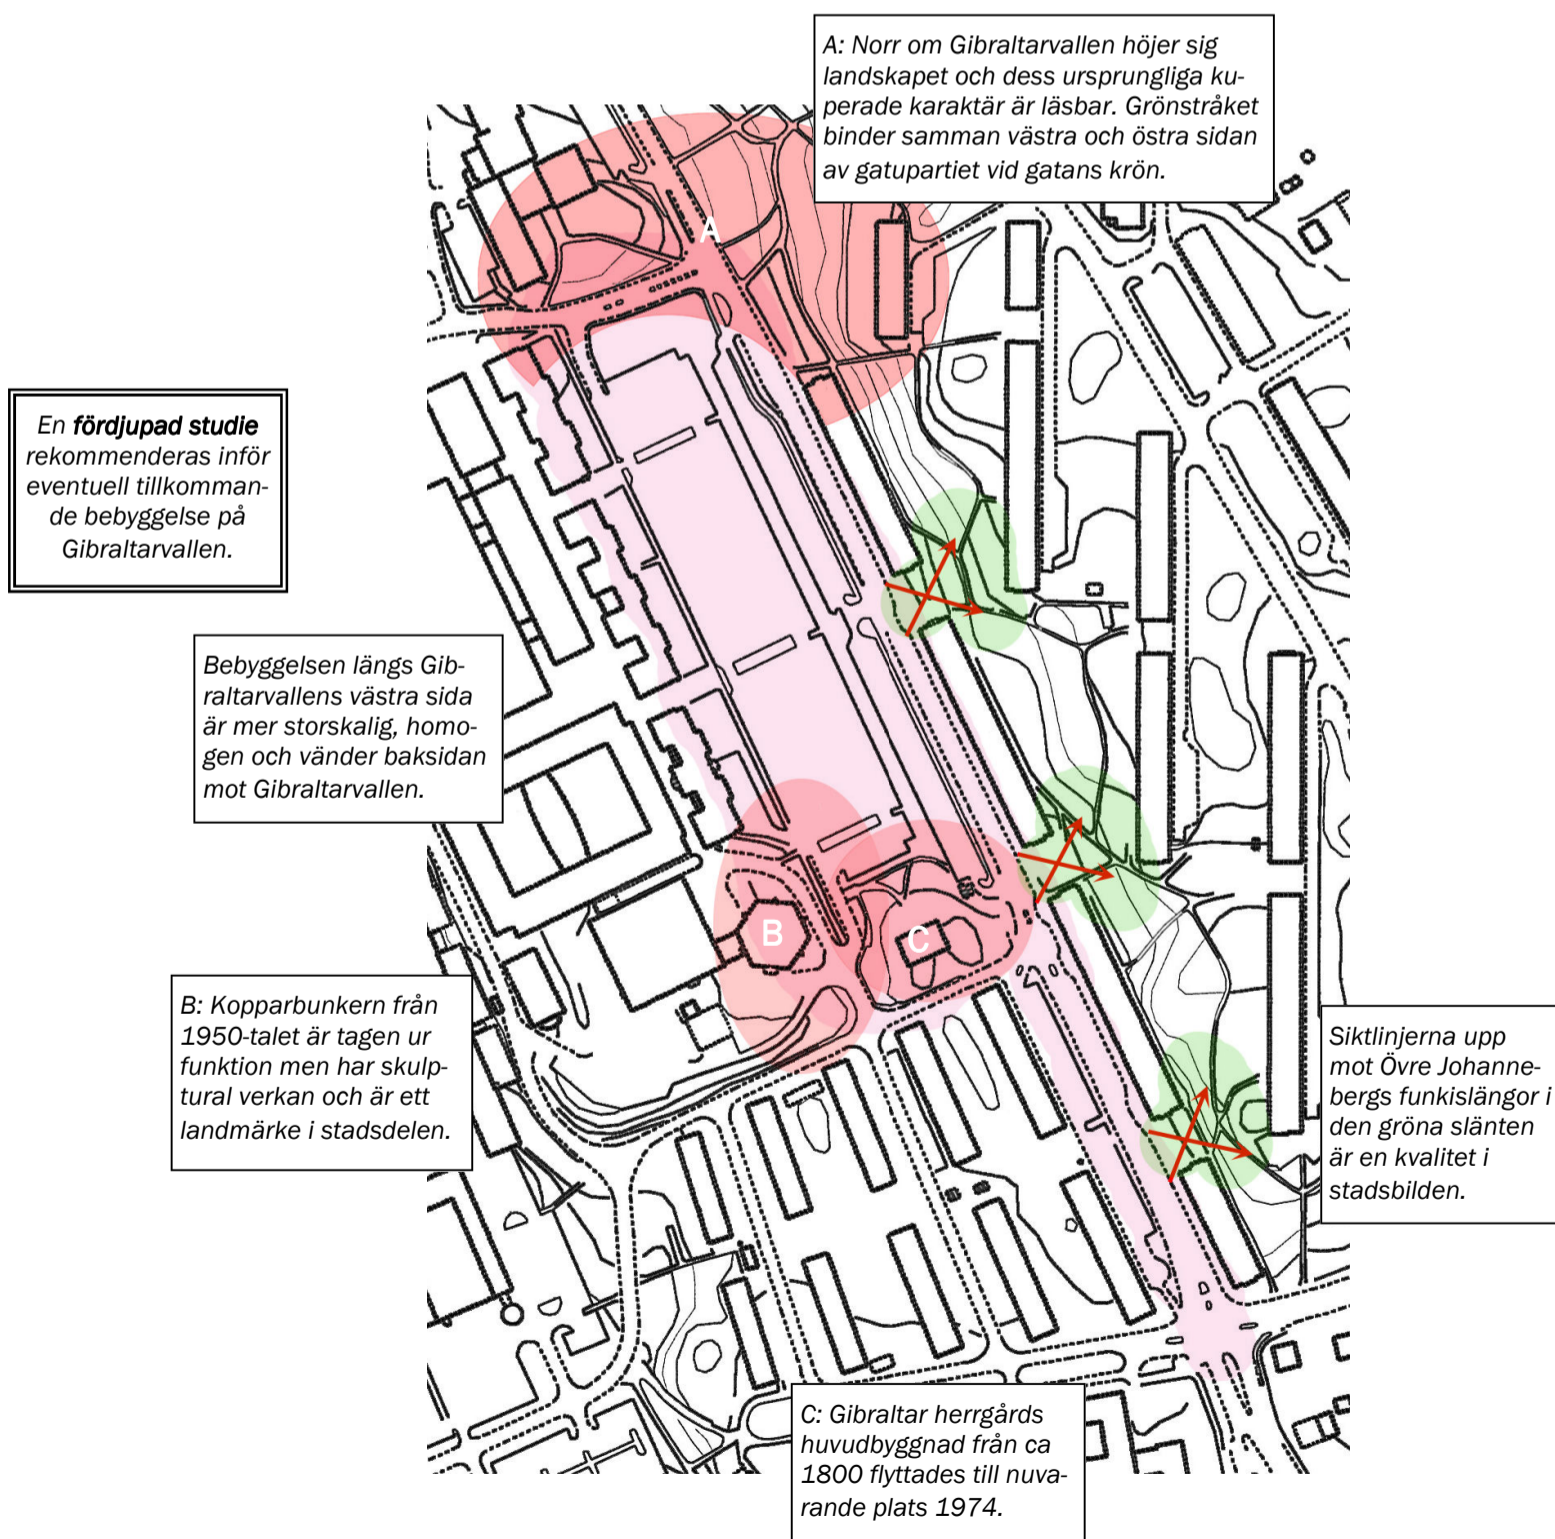 A: Norr om Gibraltarvallen höjer sig
landskapet och dess ursprungliga ku-
perade karaktär är läsbar. Grönstråket
binder samman västra och östra sidan
av gatupartiet vid gatans krön.
A
En fördjupad studie
rekommenderas inför
eventuell tillkomman-
de bebyggelse på
Gibraltarvallen.
Bebyggelsen längs Gib-
raltarvallens västra sida
är mer storskalig, homo-
gen och vänder baksidan
mot Gibraltarvallen.
B
C
B: Kopparbunkern från
1950-talet är tagen ur
funktion men har skulp-
tural verkan och är ett
landmärke i stadsdelen.
Siktlinjerna upp
mot Övre Johanne-
bergs funkislängor i
den gröna slänten
är en kvalitet i
stadsbilden.
C: Gibraltar herrgårds
huvudbyggnad från ca
1800 flyttades till nuva-
rande plats 1974.